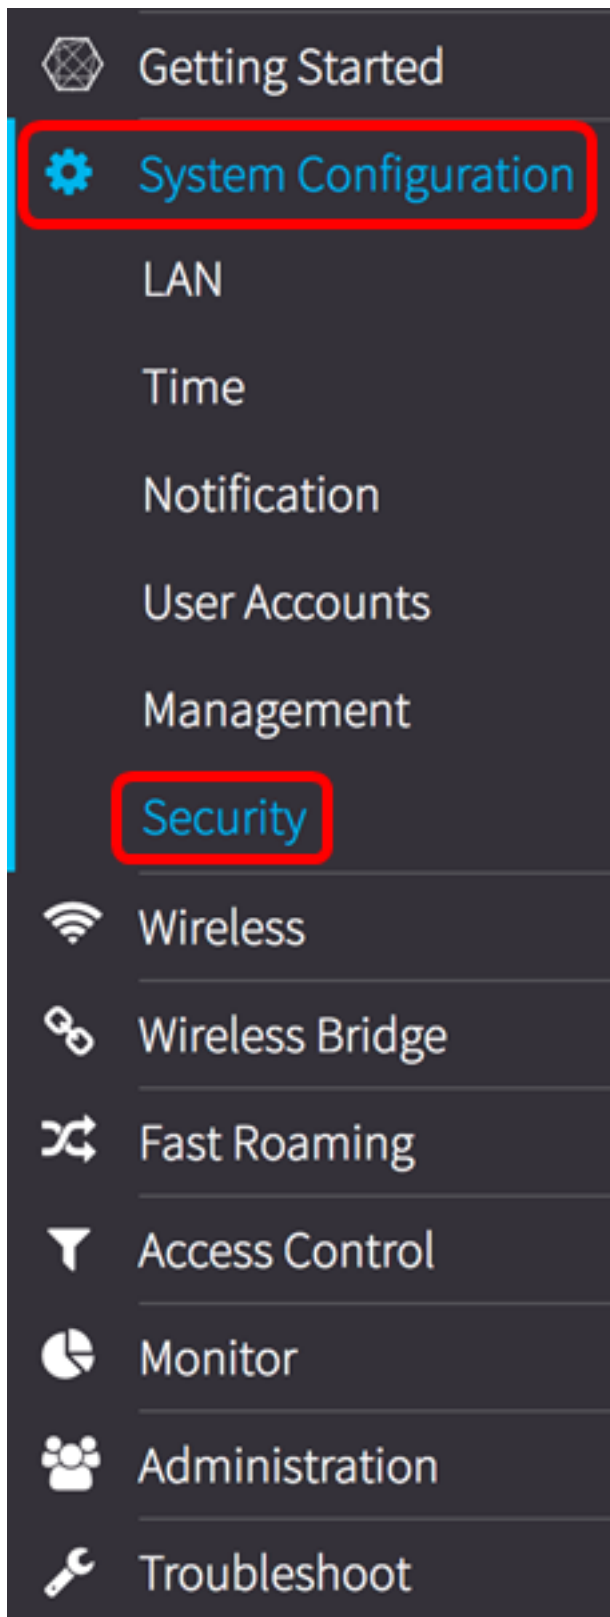 Getting Started
System Configuration
LAN
Time
Notification
User Accounts
Management
Security
Wireless
Wireless Bridge
Fast Roaming
Access Control
Monitor
Administration
Troubleshoot